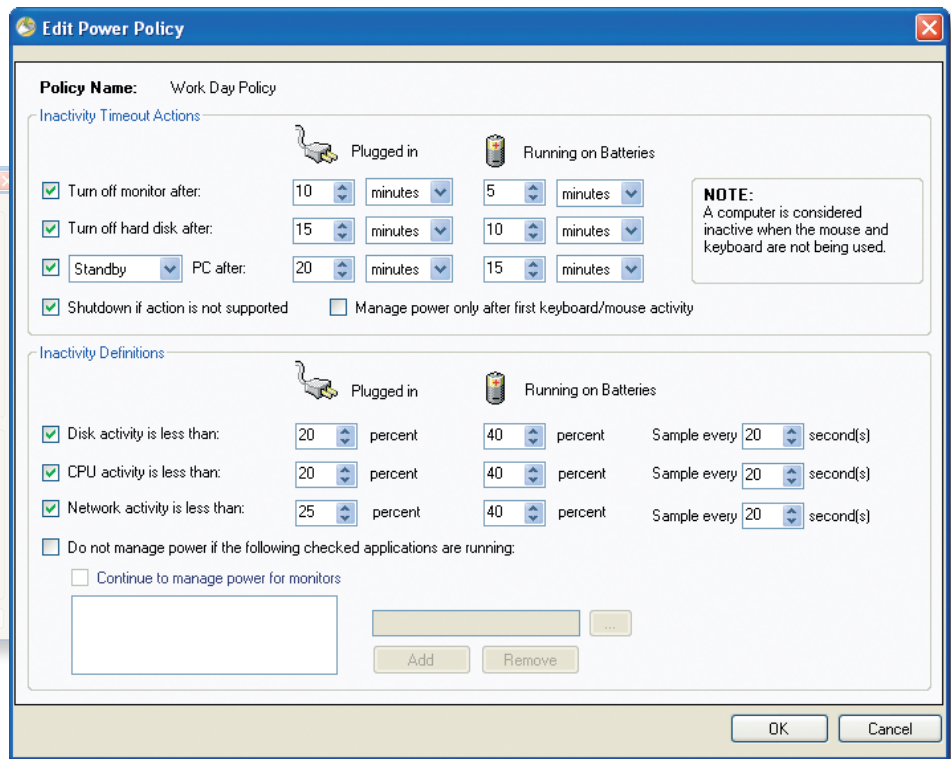 Edit Power Policy
Policy Name: Work Day Policy
Inactivity Timeout Actions
Plugged in Running on Batteries
Turn off monitor after: 10 minutes 5 minutes
Turn off hard disk after: 15 minutes 10 minutes
Standby PC after: 20 minutes 15 minutes
NOTE:
A computer is considered
inactive when the mouse and
keyboard are not being used.
Shutdown if action is not supported Manage power only after first keyboard/mouse activity
Inactivity Definitions
Plugged in Running on Batteries
Disk activity is less than: 20 percent 40 percent Sample every 20 second(s)
CPU activity is less than: 20 percent 40 percent Sample every 20 second(s)
Network activity is less than: 25 percent 40 percent Sample every 20 second(s)
Do not manage power if the following checked applications are running:
Continue to manage power for monitors
...
Add Remove
OK Cancel